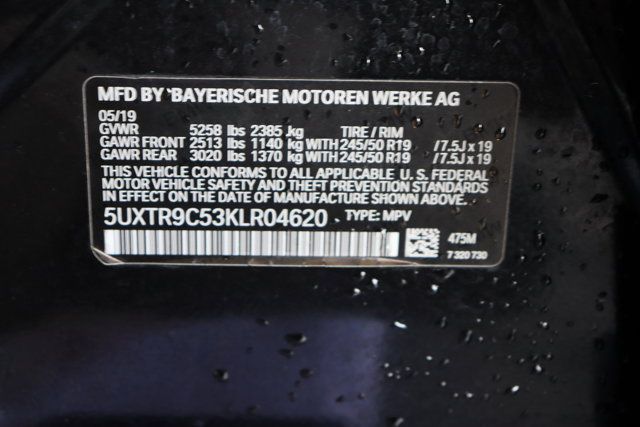 MFD BY 'BAYERISCHE MOTOREN WERKE AG
05/19
GVWR 5258 lbs 2385 kg TIRE / RIM
GAWR FRONT 2513 lbs 1140 kg WITH 245/50 R19 /7.5J x 19
GAWR REAR 3020 lbs 1370 kg WITH 245/50 R19 /7.5J x 19
THIS VEHICLE CONFORMS TO ALL APPLICABLE U. S. FEDERAL
MOTOR VEHICLE SAFETY AND THEFT PREVENTION STANDARDS
IN EFFECT ON THE DATE OF MANUFACTURE SHOWN ABOVE.
5UXTR9C53KLR04620 TYPE: MPV
475M
7 320 730